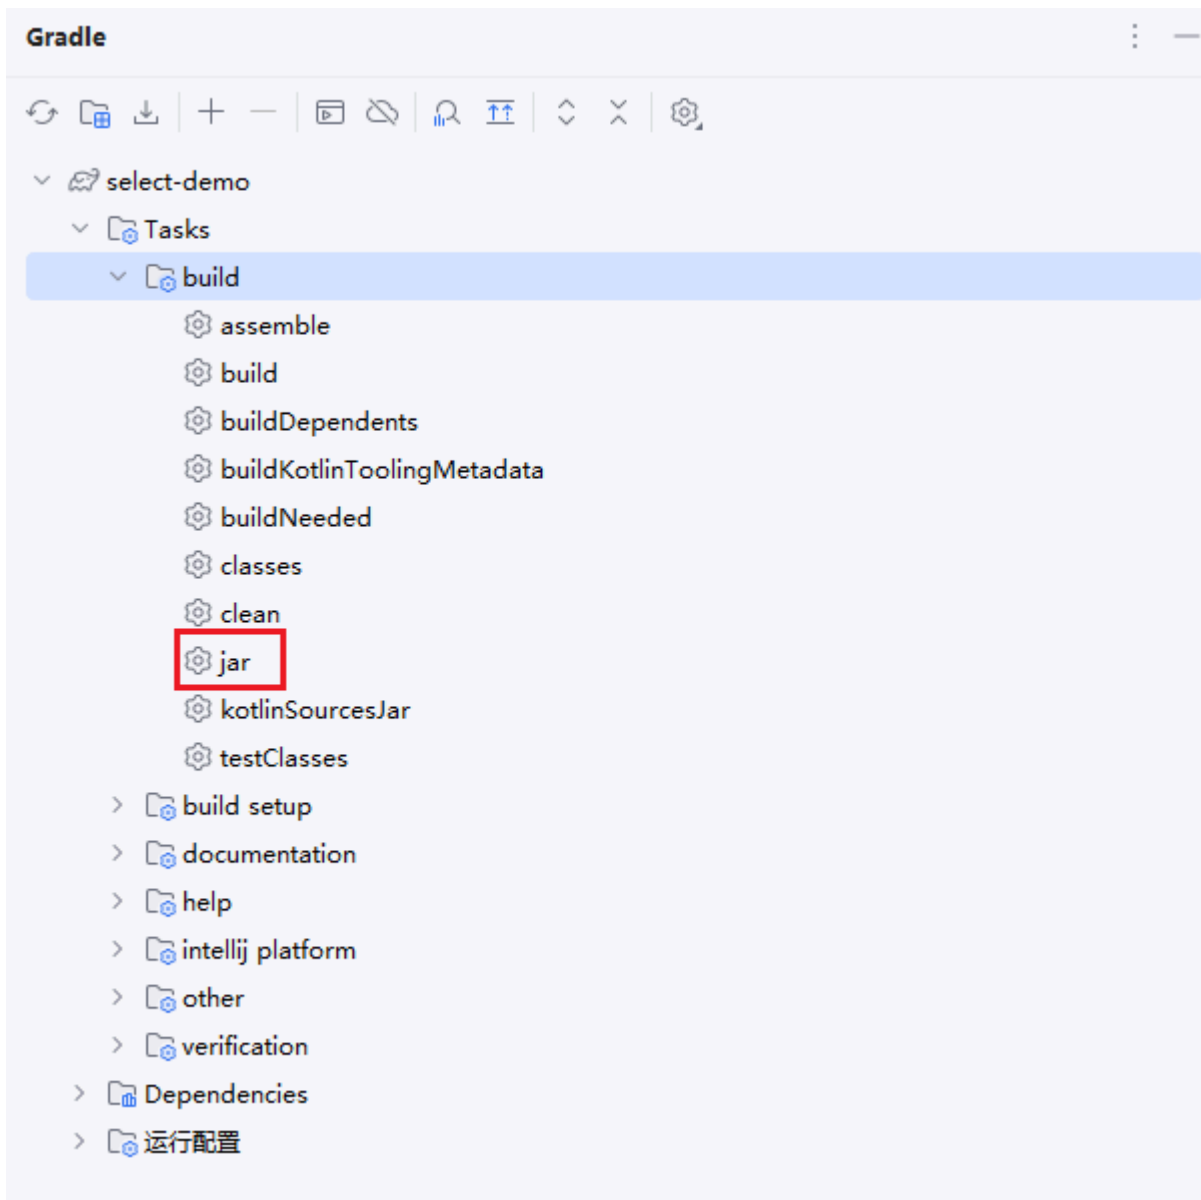 Gradle
select-demo
Tasks
build
assemble
build
buildDependents
buildKotlinToolingMetadata
buildNeeded
classes
clean
jar
kotlinSourcesJar
testClasses
build setup
documentation
help
intellij platform
other
verification
Dependencies
运行配置